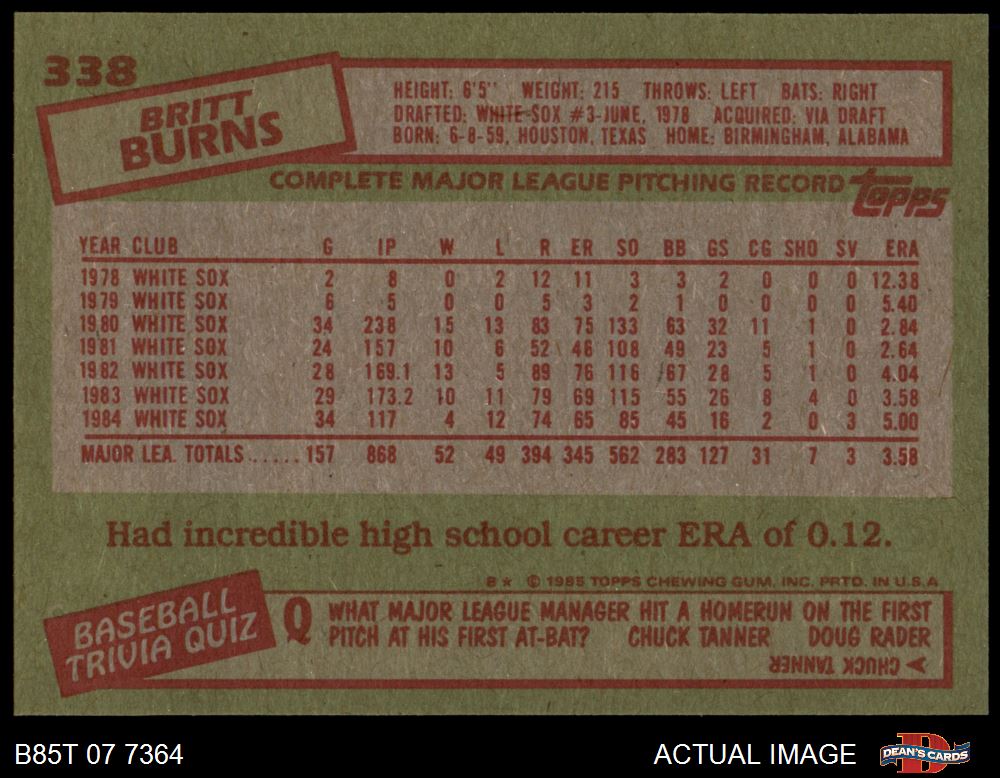 338
BRITT
BURNS
HEIGHT: 6'5" WEIGHT: 215 THROWS: LEFT BATS: RIGHT
DRAFTED: WHITE SOX #3-JUNE, 1978 ACQUIRED: VIA DRAFT
BORN: 6-8-59, HOUSTON, TEXAS HOME: BIRMINGHAM, ALABAMA
COMPLETE MAJOR LEAGUE PITCHING RECORD topps
YEAR CLUB G IP W L R ER SO BB GS CG SHO SV ERA
1978 WHITE SOX 2 8 0 2 12 11 3 3 2 0 0 0 12.38
1979 WHITE SOX 6 5 0 0 5 3 2 1 0 0 0 0 5.40
1980 WHITE SOX 34 238 15 13 83 75 133 63 32 11 1 0 2.84
1981 WHITE SOX 24 157 10 6 52 46 108 49 23 5 1 0 2.64
1982 WHITE SOX 28 169.1 13 5 89 76 116 67 28 5 1 0 4.04
1983 WHITE SOX 29 173.2 10 11 79 69 115 55 26 8 4 0 3.58
1984 WHITE SOX 34 117 4 12 74 65 85 45 16 2 0 3 5.00
MAJOR LEA. TOTALS.....157 868 52 49 394 345 562 283 127 31 7 3 3.58
Had incredible high school career ERA of 0.12.
8★ © 1985 TOPPS CHEWING GUM, INC. PRTD. IN U.S.A
BASEBALL
TRIVIA QUIZ
Q WHAT MAJOR LEAGUE MANAGER HIT A HOMERUN ON THE FIRST
PITCH AT HIS FIRST AT-BAT? CHUCK TANNER DOUG RADER
CHUCK TANNER
B85T 07 7364
ACTUAL IMAGE
D
DEAN'S CARDS